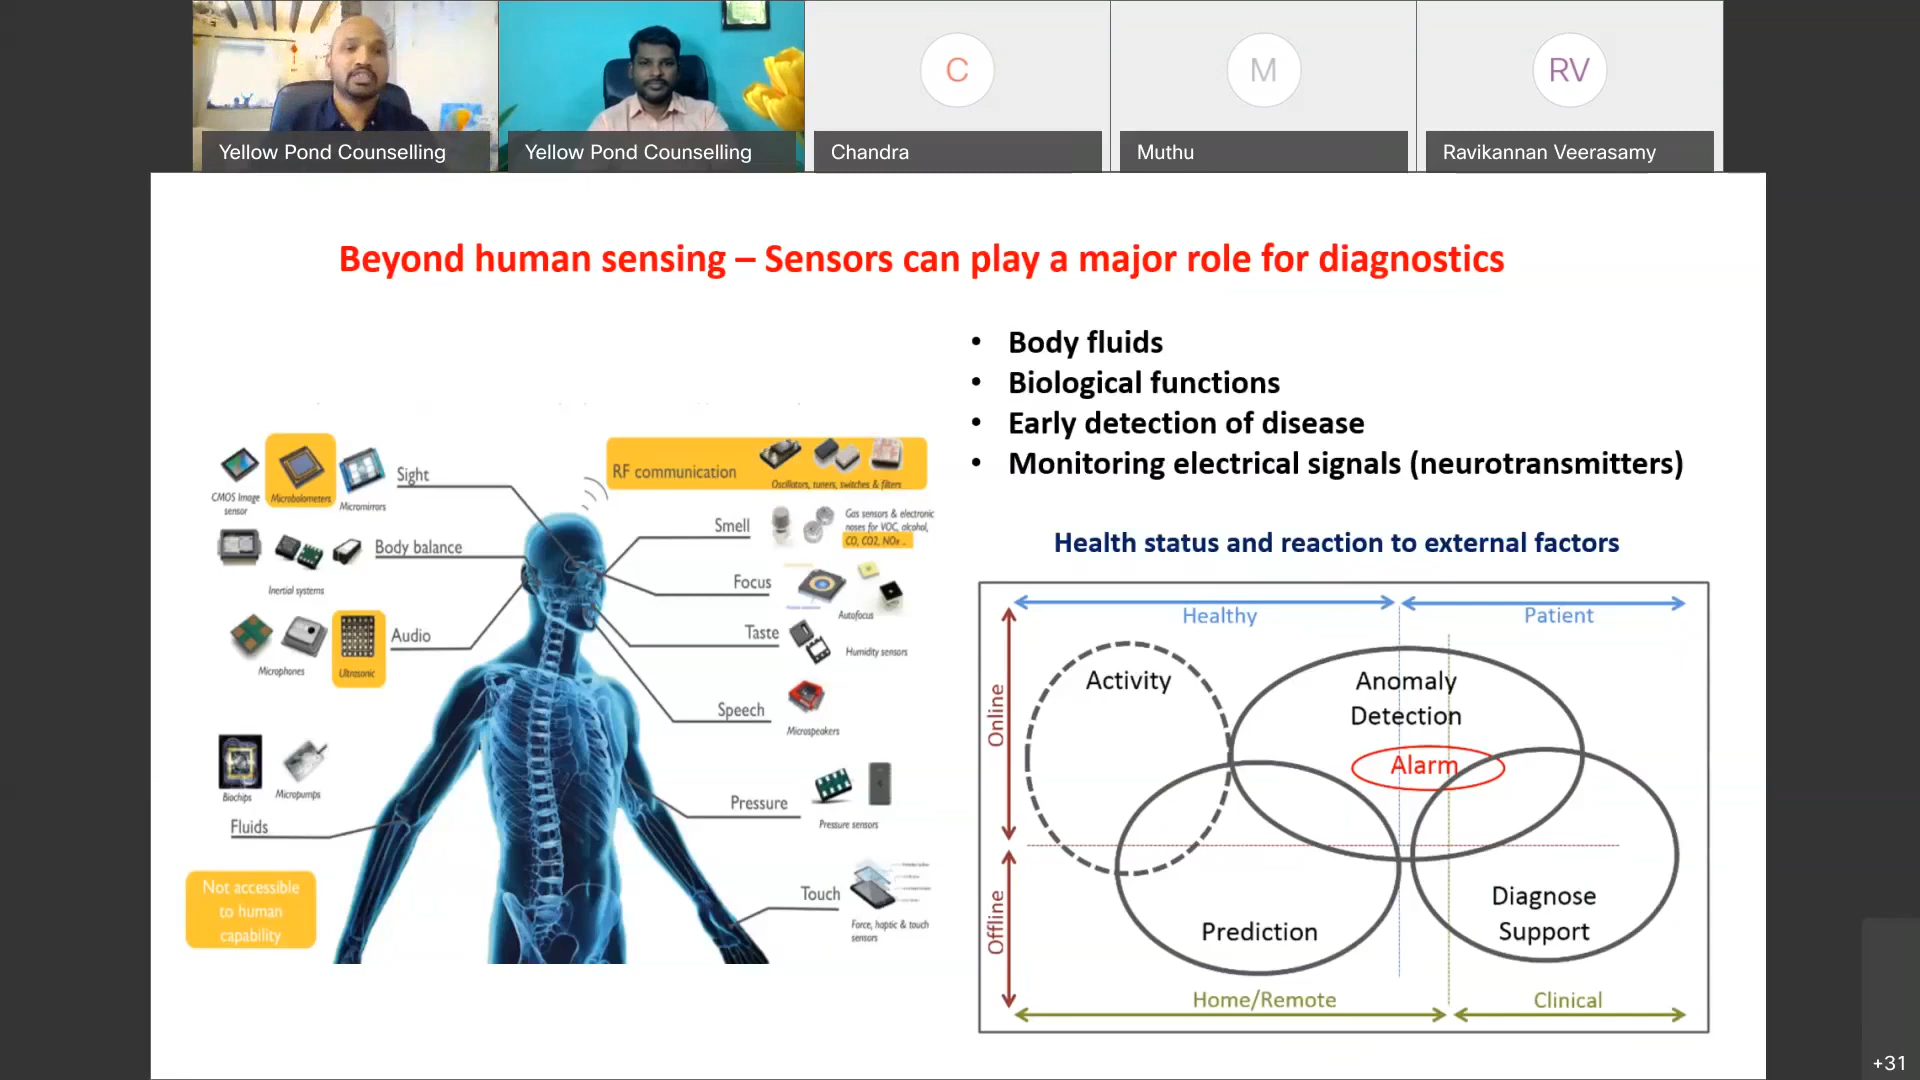 Yellow Pond Counselling
Yellow Pond Counselling
C
Chandra
M
Muthu
RV
Ravikannan Veerasamy
Beyond human sensing – Sensors can play a major role for diagnostics
• Body fluids
• Biological functions
• Early detection of disease
• Monitoring electrical signals (neurotransmitters)
CMOS Image
sensor
Microbolometers
Micromirrors
Sight
RF communication
Oscillators, tuners, switches & filters
Body balance
Inertial systems
Smell
Gas sensors & electronic
noses for VOC, alcohol,
CO, CO2, NOx ..
Focus
Autofocus
Audio
Microphones
Ultrasonic
Taste
Humidity sensors
Speech
Microspeakers
Biochips
Micropumps
Fluids
Pressure
Pressure sensors
Touch
Force, haptic & touch
sensors
Not accessible
to human
capability
Health status and reaction to external factors
Healthy
Patient
Online
Offline
Activity
Anomaly
Detection
Alarm
Prediction
Diagnose
Support
Home/Remote
Clinical
+31